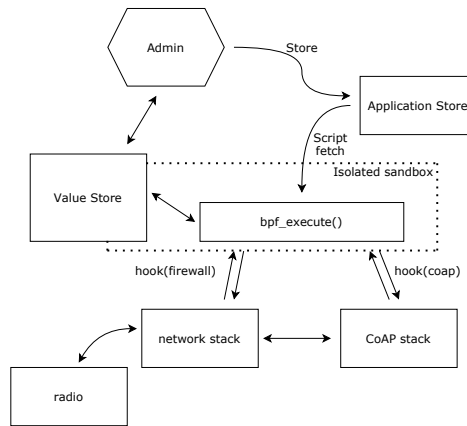 Admin
Store
Application Store
Script
fetch
Isolated sandbox
Value Store
bpf_execute()
hook(firewall)
hook(coap)
network stack
CoAP stack
radio